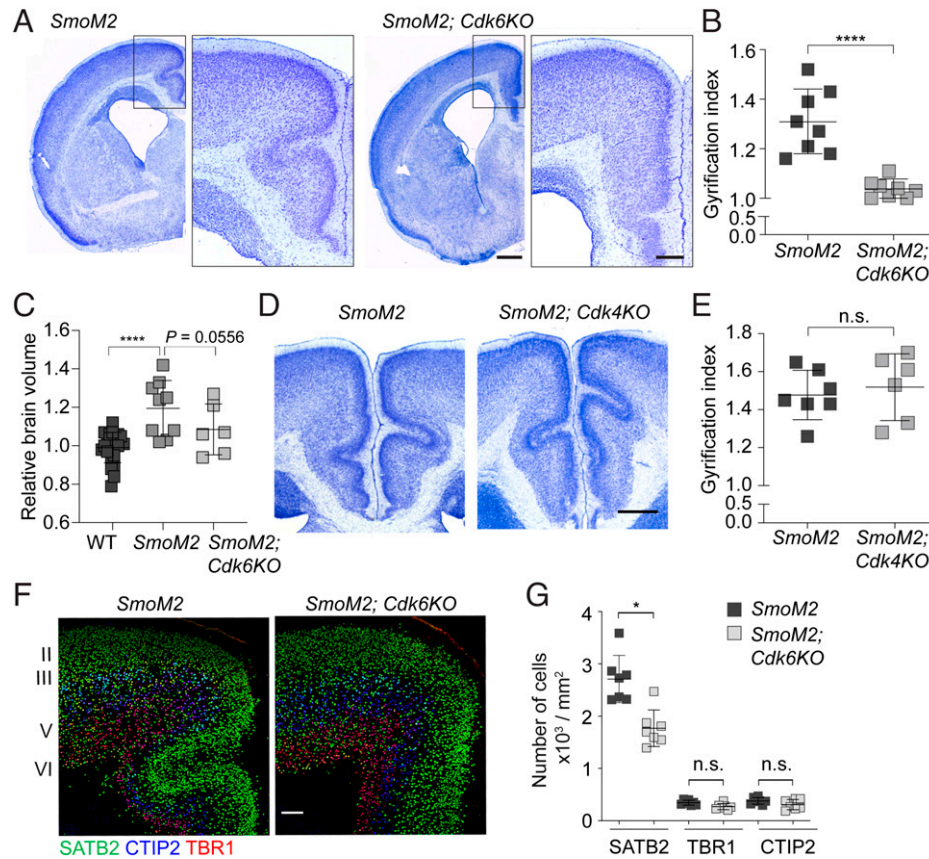 A
SmoM2
SmoM2; Cdk6KO
B
****
Gyrification index
1.6
1.4
1.2
1.0
0.5
0.0
SmoM2
SmoM2;
Cdk6KO
C
Relative brain volume
1.6
1.4
1.2
1.0
0.8
0.6
****
P = 0.0556
WT
SmoM2
SmoM2;
Cdk6KO
D
SmoM2
SmoM2; Cdk4KO
E
n.s.
Gyrification index
1.8
1.6
1.4
1.2
1.0
0.5
0.0
SmoM2
SmoM2;
Cdk4KO
F
SmoM2
SmoM2; Cdk6KO
II
III
V
VI
SATB2 CTIP2 TBR1
G
SmoM2
SmoM2;
Cdk6KO
Number of cells
x10³ / mm²
4
3
2
1
0
*
n.s.
n.s.
SATB2
TBR1
CTIP2